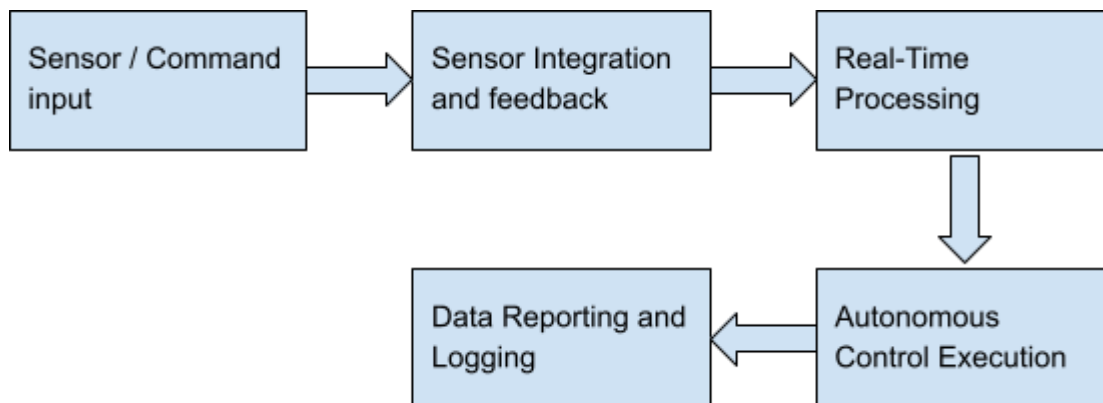 Sensor / Command
input
Sensor Integration
and feedback
Real-Time
Processing
Data Reporting and
Logging
Autonomous
Control Execution